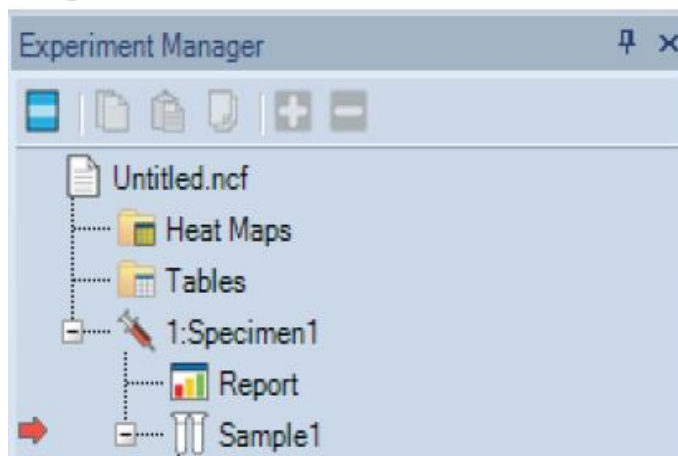 Experiment Manager
Untitled.ncf
Heat Maps
Tables
1:Specimen1
Report
Sample1